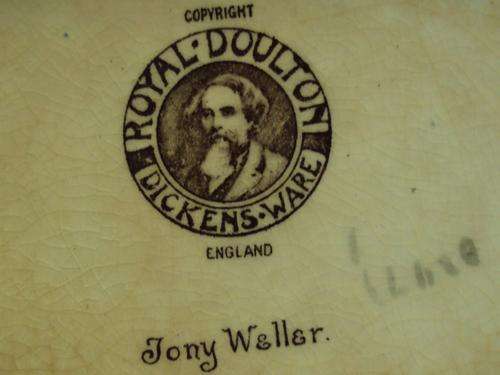 COPYRIGHT
ROYAL·DOULTON
DICKENS·WARE
ENGLAND
Tony Weller.